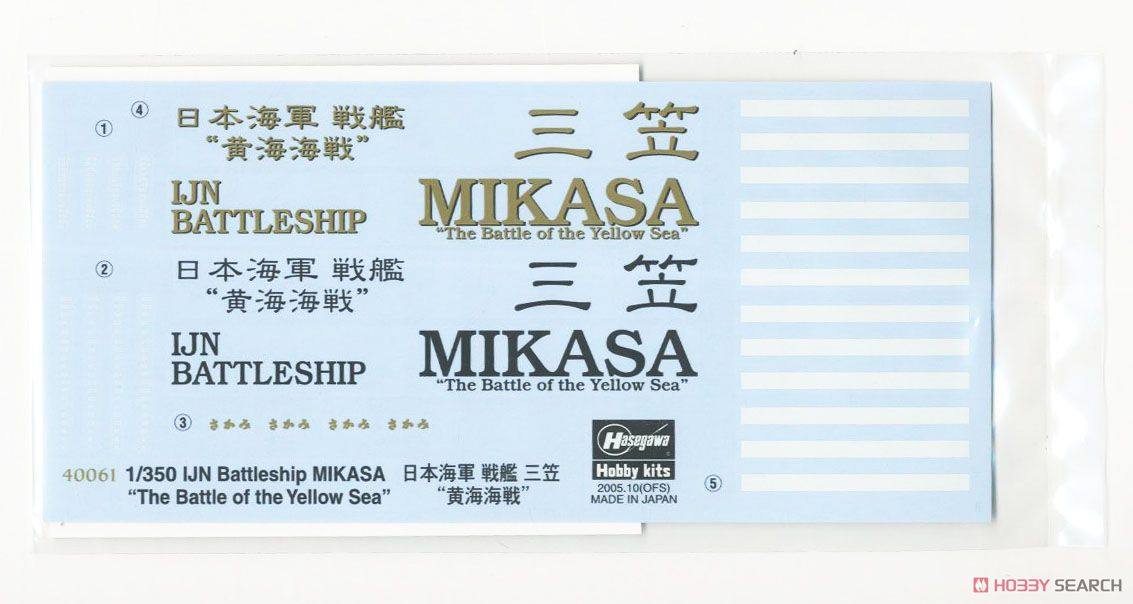 ① ④ 日本海軍 戦艦 三笠
“黄海海戦”
IJN
BATTLESHIP MIKASA
“The Battle of the Yellow Sea”
② 日本海軍 戦艦 三笠
“黄海海戦”
IJN
BATTLESHIP MIKASA
“The Battle of the Yellow Sea”
③ さかみ さかみ さかみ さかみ
Hasegawa
Hobby kits
2005.10(OFS)
MADE IN JAPAN
⑤
40061 1/350 IJN Battleship MIKASA 日本海軍 戦艦 三笠
“The Battle of the Yellow Sea” “黄海海戦”
HOBBY SEARCH